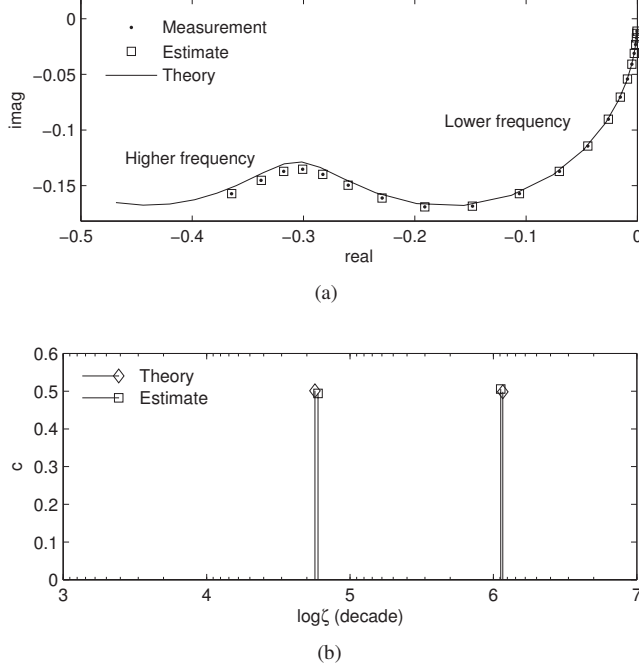 0
−0.05
−0.1
−0.15
imag
Measurement
Estimate
Theory
Lower frequency
Higher frequency
−0.5 −0.4 −0.3 −0.2 −0.1 0
real
(a)
0.6
0.5
0.4
0.3
0.2
0.1
0
c
Theory
Estimate
3 4 5 6 7
logζ (decade)
(b)